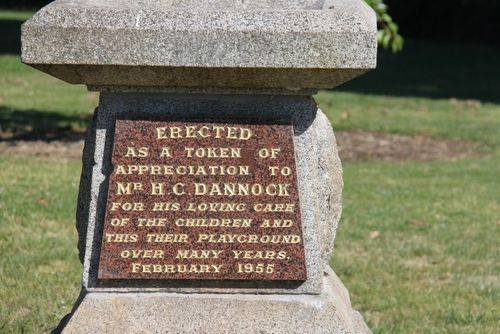 ERECTED
AS A TOKEN OF
APPRECIATION TO
MR H.C. DANNOCK
FOR HIS LOVING CARE
OF THE CHILDREN AND
THIS THEIR PLAYGROUND
OVER MANY YEARS.
FEBRUARY 1955